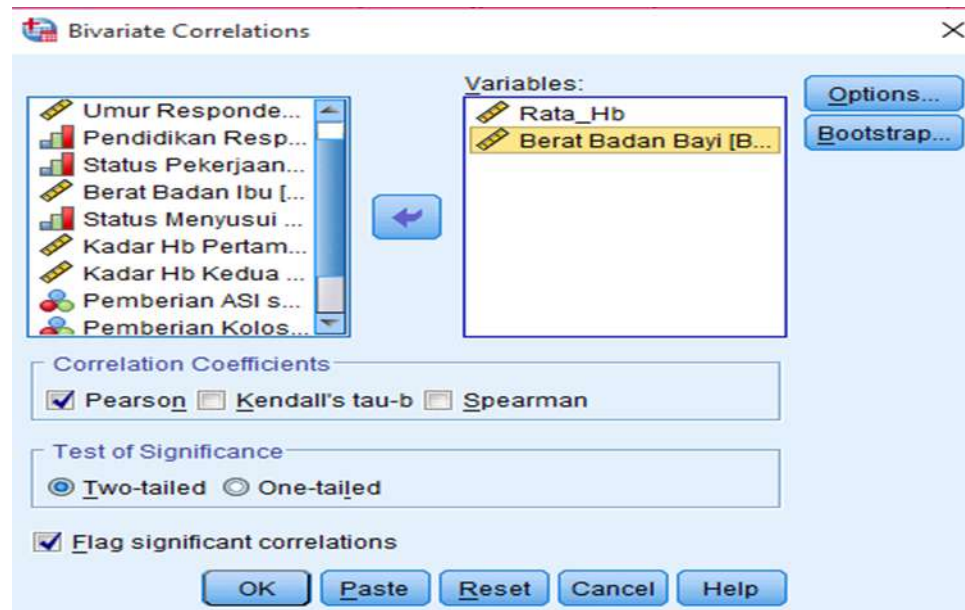 Bivariate Correlations
Variables:
Umur Responde...
Pendidikan Resp...
Status Pekerjaan...
Berat Badan Ibu [...
Status Menyusui ...
Kadar Hb Pertam...
Kadar Hb Kedua ...
Pemberian ASI s...
Pemberian Kolos...
Rata_Hb
Berat Badan Bayi [B...
Options...
Bootstrap...
Correlation Coefficients
Pearson Kendall's tau-b Spearman
Test of Significance
Two-tailed One-tailed
Flag significant correlations
OK Paste Reset Cancel Help